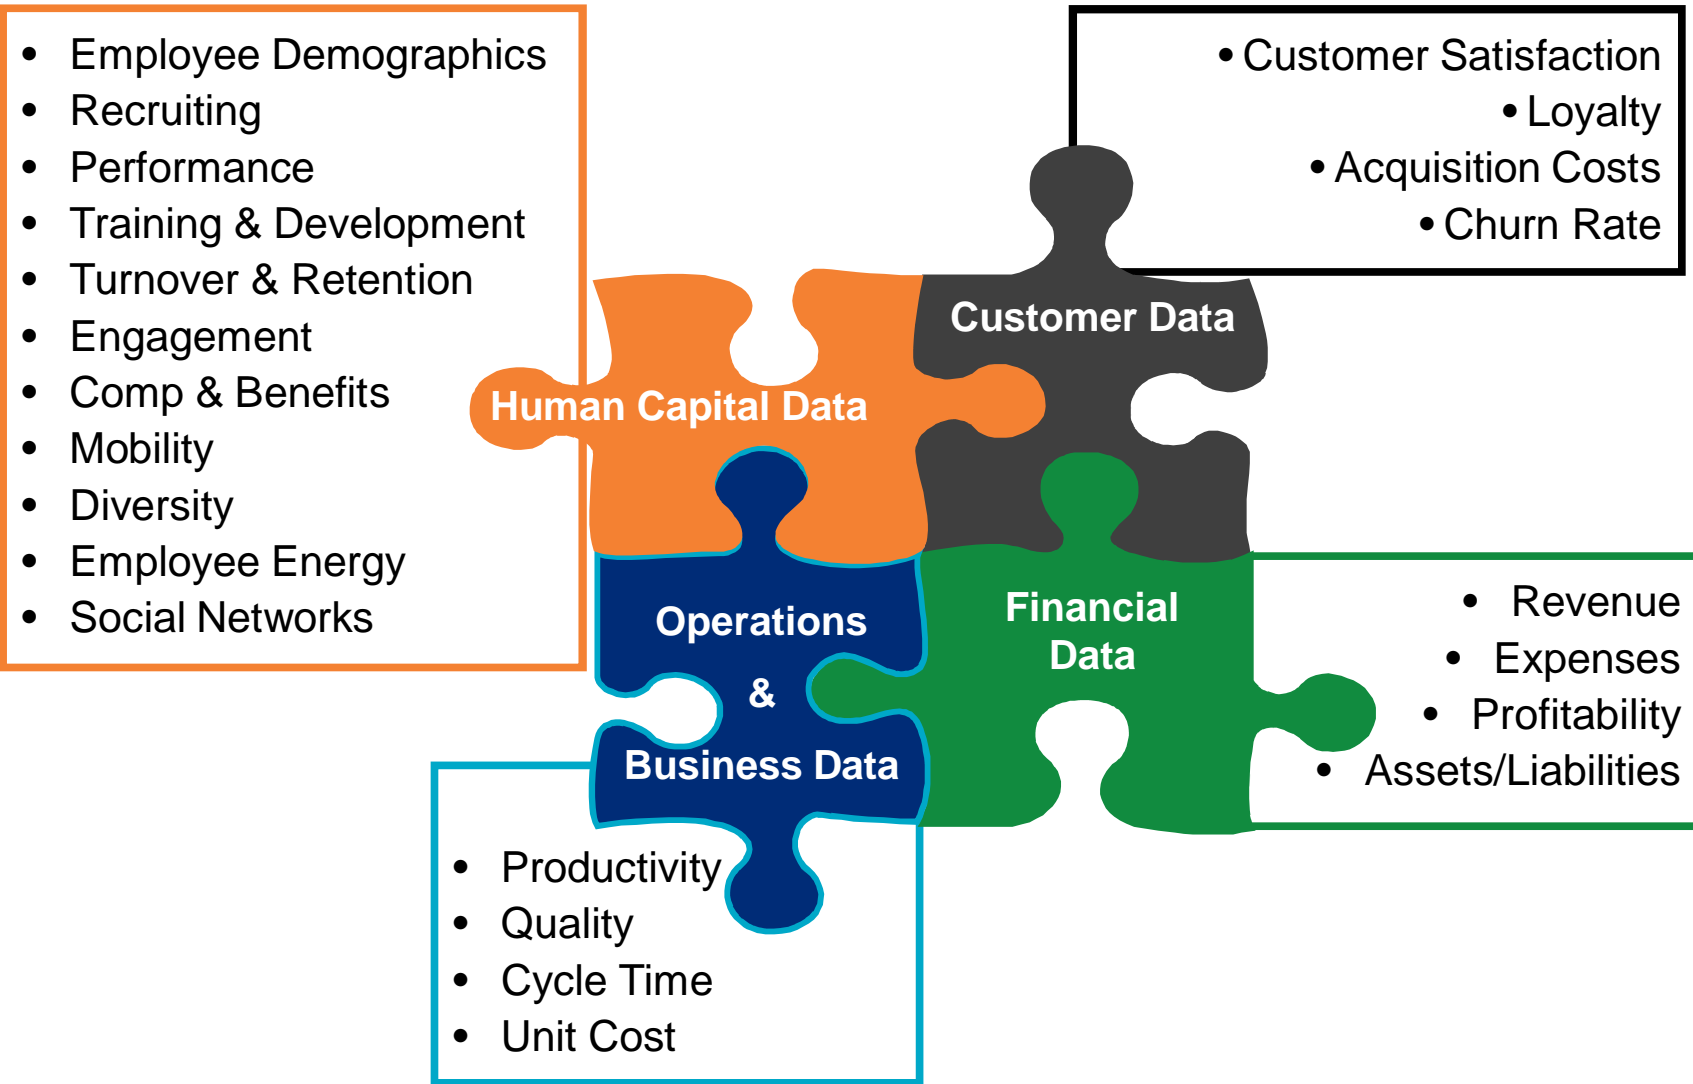 • Employee Demographics
• Recruiting
• Performance
• Training & Development
• Turnover & Retention
• Engagement
• Comp & Benefits
• Mobility
• Diversity
• Employee Energy
• Social Networks
• Customer Satisfaction
• Loyalty
• Acquisition Costs
• Churn Rate
Human Capital Data
Customer Data
Operations
&
Business Data
Financial
Data
• Revenue
• Expenses
• Profitability
• Assets/Liabilities
• Productivity
• Quality
• Cycle Time
• Unit Cost